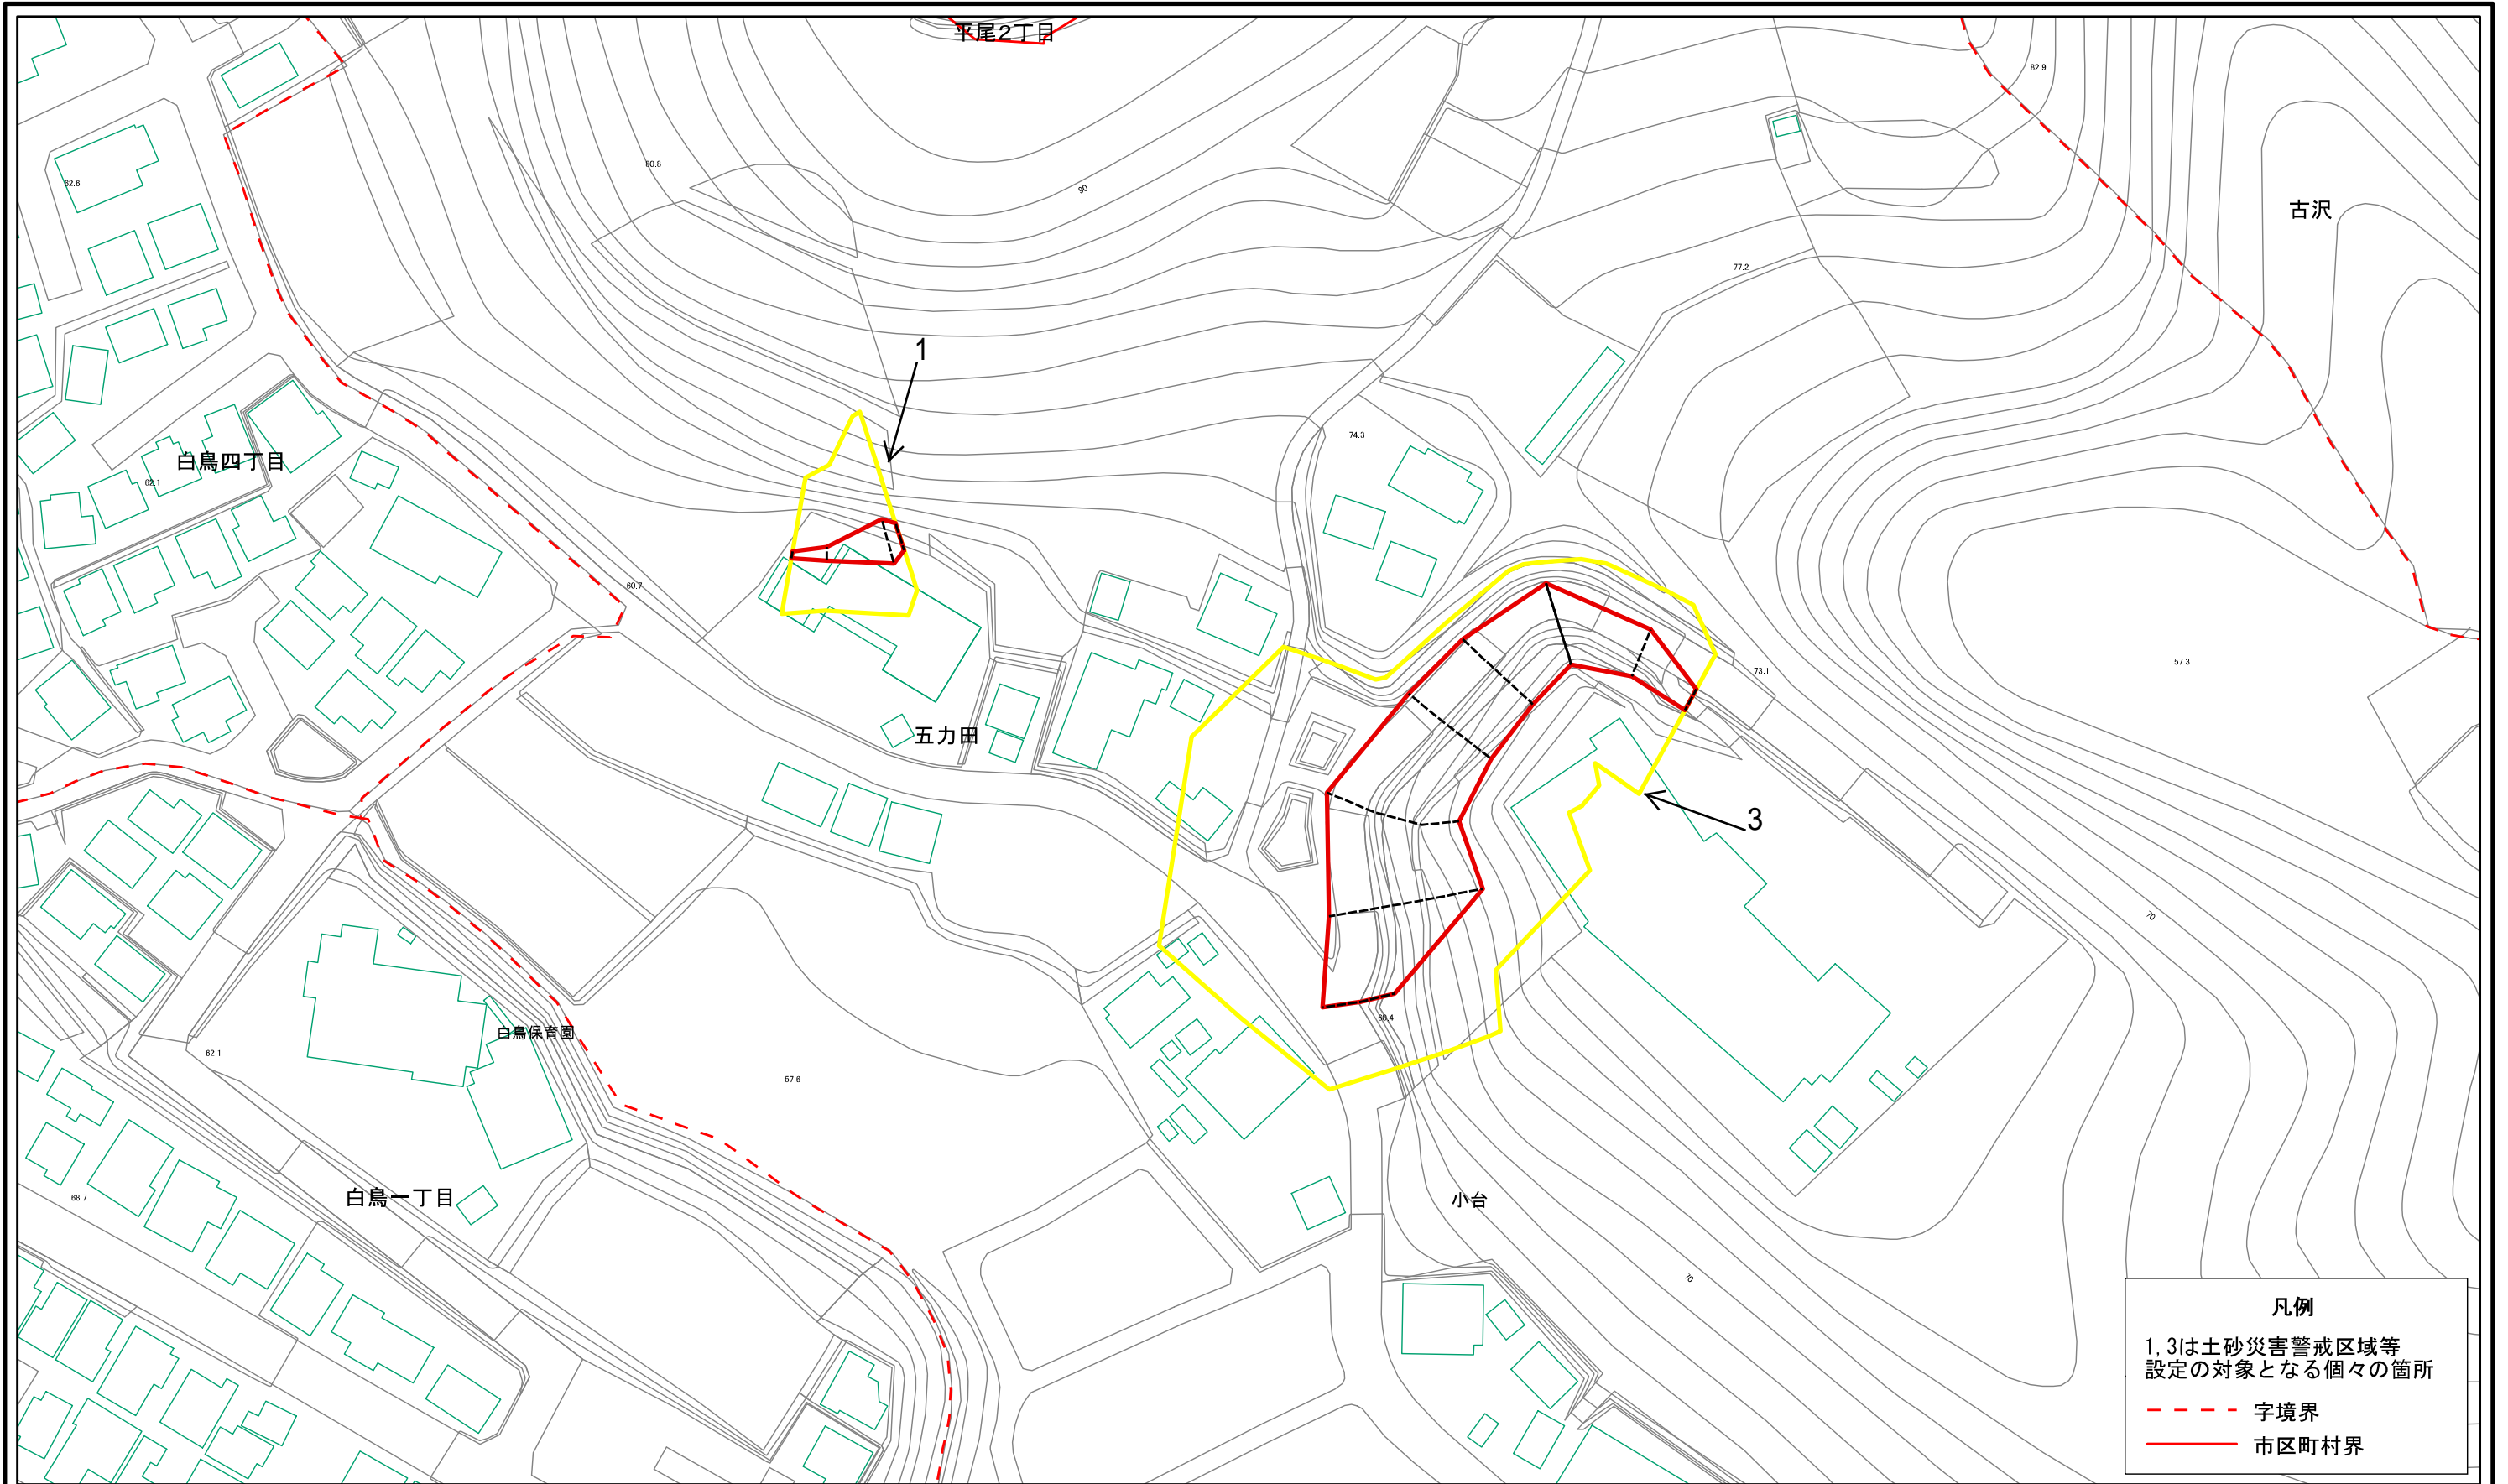 平尾2丁目
82.9
80.8
62.6
90
古沢
77.2
1
74.3
白鳥四丁目
62.1
60.7
57.3
73.1
五力田
3
70
60.4
白鳥保育園
62.1
57.6
68.7
白鳥一丁目
小台
70
凡例
1,3は土砂災害警戒区域等
設定の対象となる個々の箇所
字境界
市区町村界